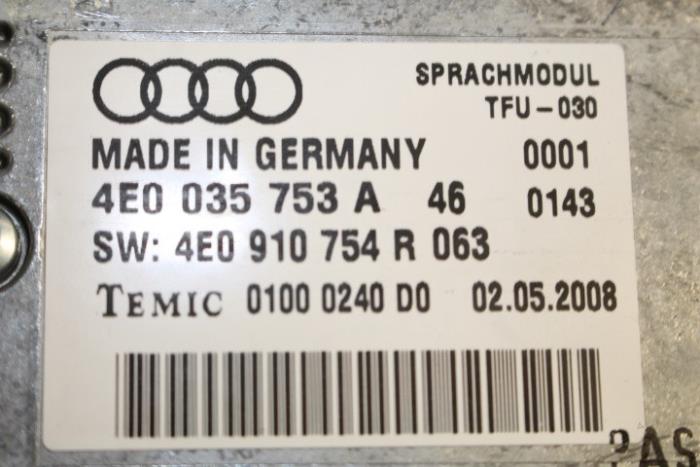 SPRACHMODUL
TFU-030
MADE IN GERMANY 0001
4E0 035 753 A 46 0143
SW: 4E0 910 754 R 063
TEMIC 0100 0240 D0 02.05.2008